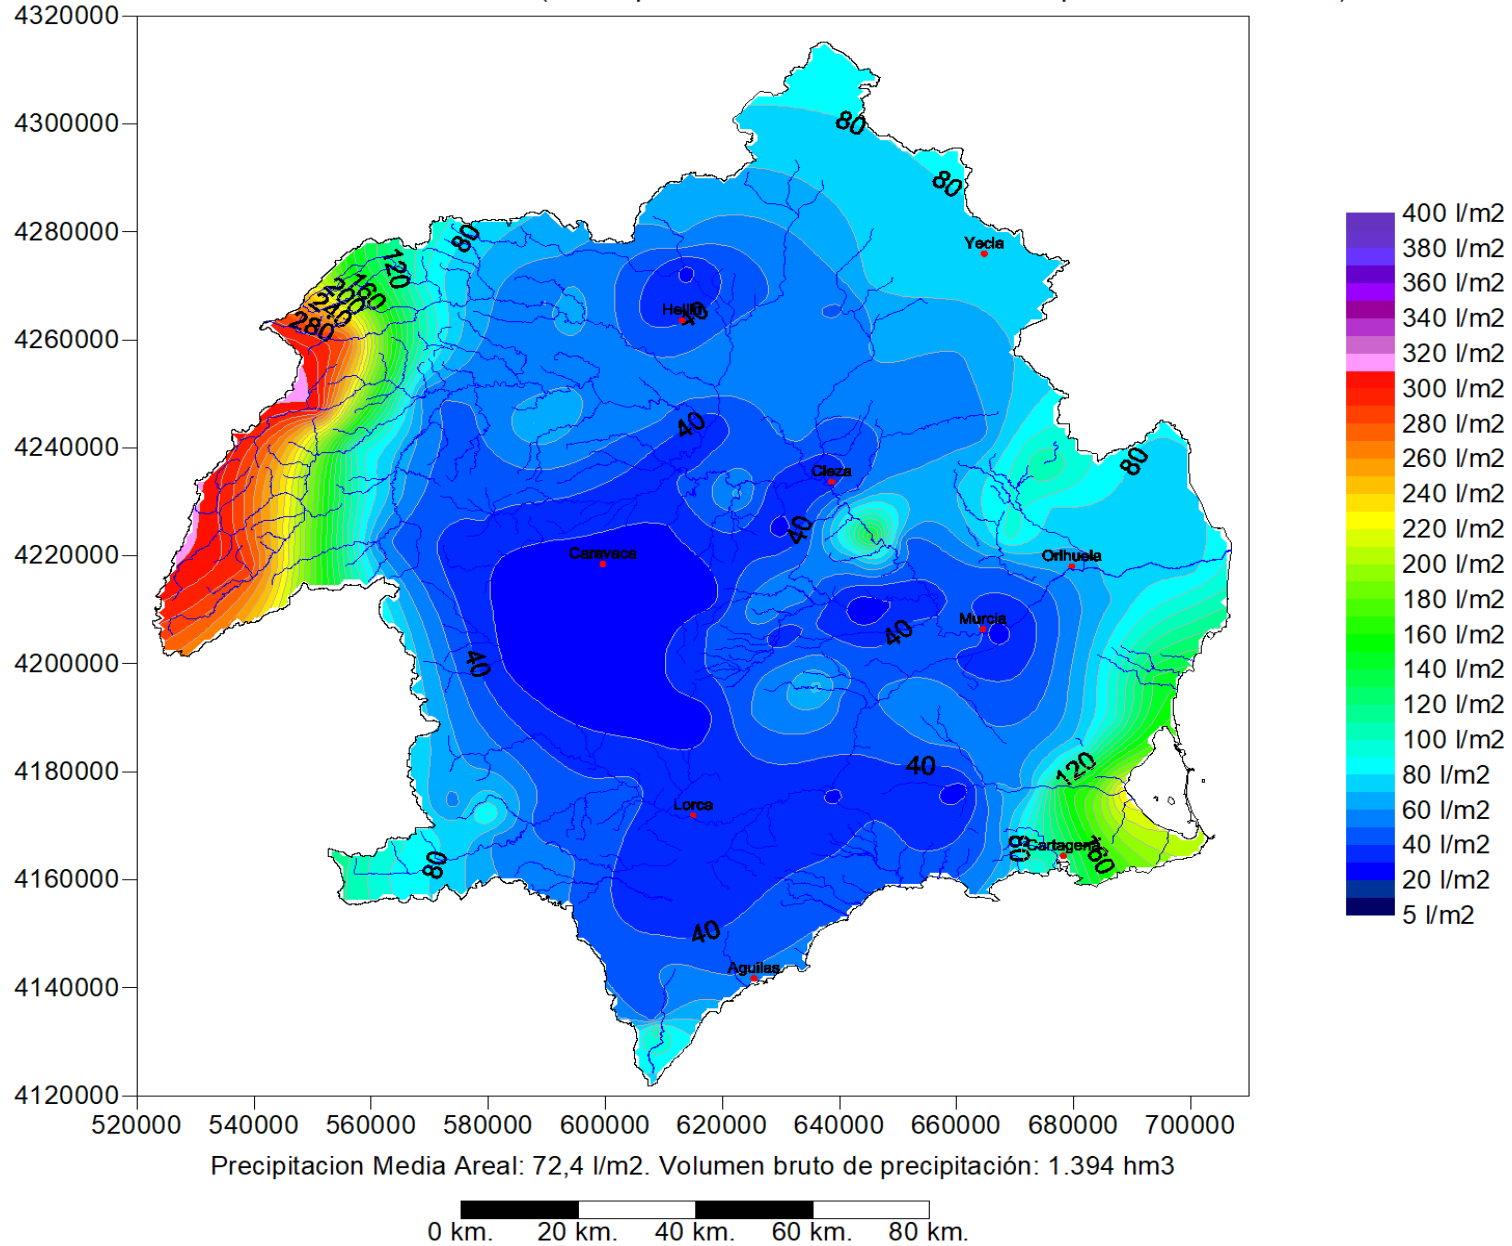 4320000
4300000
4280000
4260000
4240000
4220000
4200000
4180000
4160000
4140000
4120000
520000 540000 560000 580000 600000 620000 640000 660000 680000 700000
80
80
Yecla
80
120
160
200
240
280
Hellín
40
40
80
Cieza
40
Caravaca
Orihuela
Murcia
40
40
120
40
Lorca
80
Cartagena
160
80
40
Aguilas
400 l/m2
380 l/m2
360 l/m2
340 l/m2
320 l/m2
300 l/m2
280 l/m2
260 l/m2
240 l/m2
220 l/m2
200 l/m2
180 l/m2
160 l/m2
140 l/m2
120 l/m2
100 l/m2
80 l/m2
60 l/m2
40 l/m2
20 l/m2
5 l/m2
Precipitacion Media Areal: 72,4 l/m2. Volumen bruto de precipitación: 1.394 hm3
0 km. 20 km. 40 km. 60 km. 80 km.